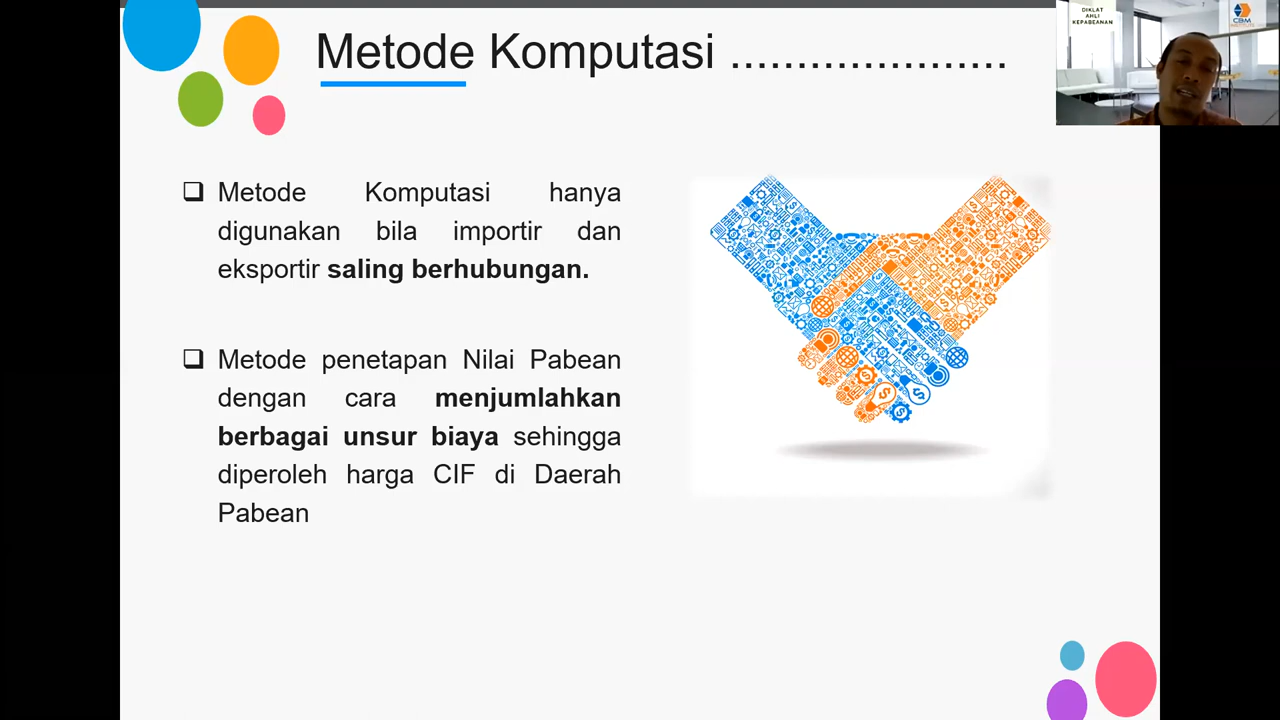 Metode Komputasi .....................
DIKLAT
AHLI
KEPABEANAN
CBM
❑ Metode Komputasi hanya
digunakan bila importir dan
eksportir saling berhubungan.
❑ Metode penetapan Nilai Pabean
dengan cara menjumlahkan
berbagai unsur biaya sehingga
diperoleh harga CIF di Daerah
Pabean